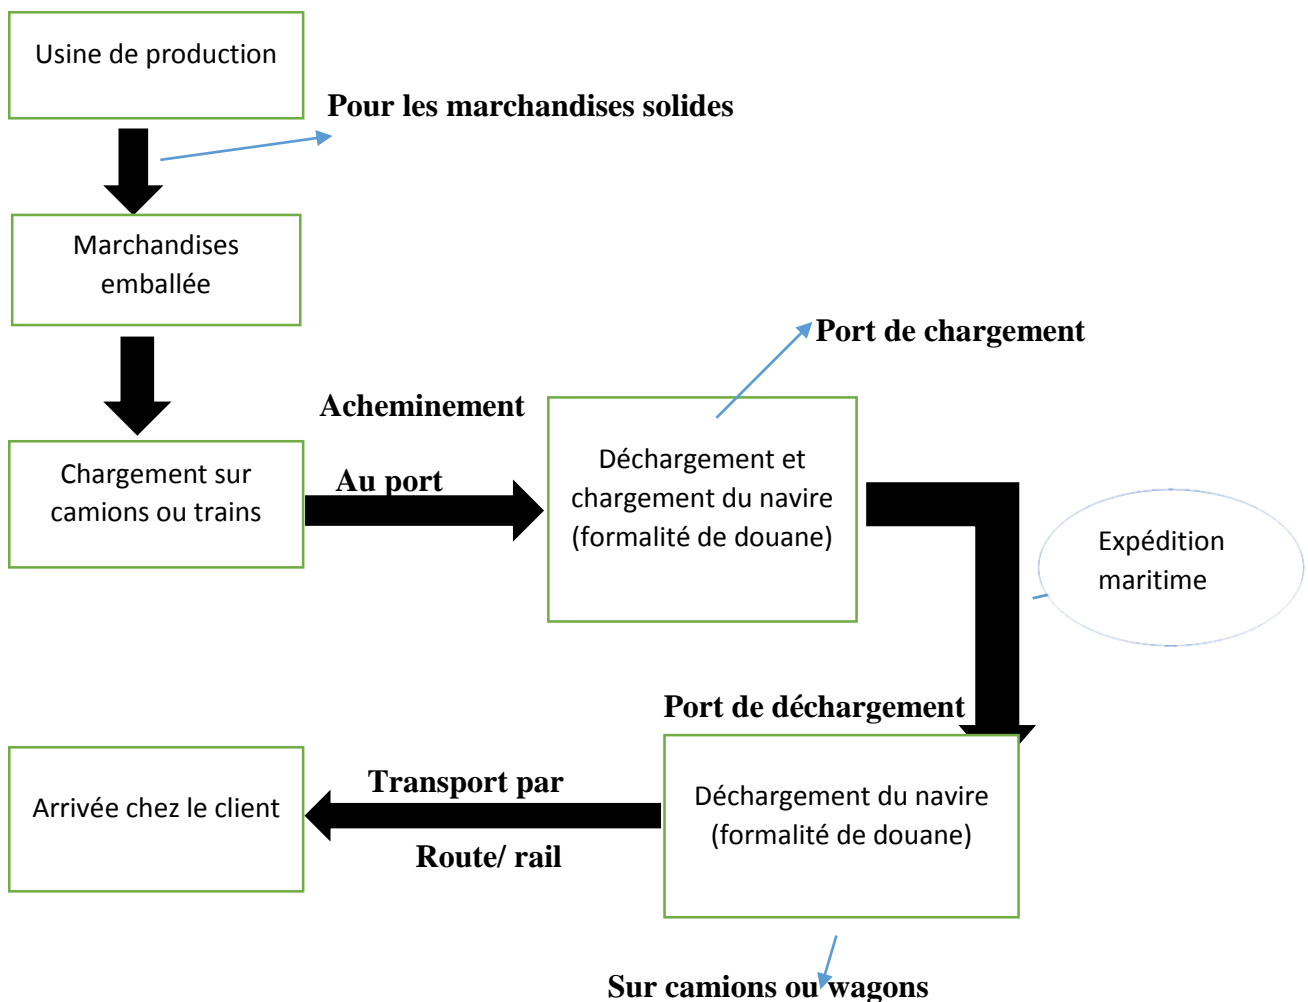 Usine de production
Pour les marchandises solides
Marchandises
emballée
Port de chargement
Acheminement
Au port
Chargement sur
camions ou trains
Déchargement et
chargement du navire
(formalité de douane)
Expédition
maritime
Port de déchargement
Déchargement du navire
(formalité de douane)
Transport par
Route/ rail
Arrivée chez le client
Sur camions ou wagons